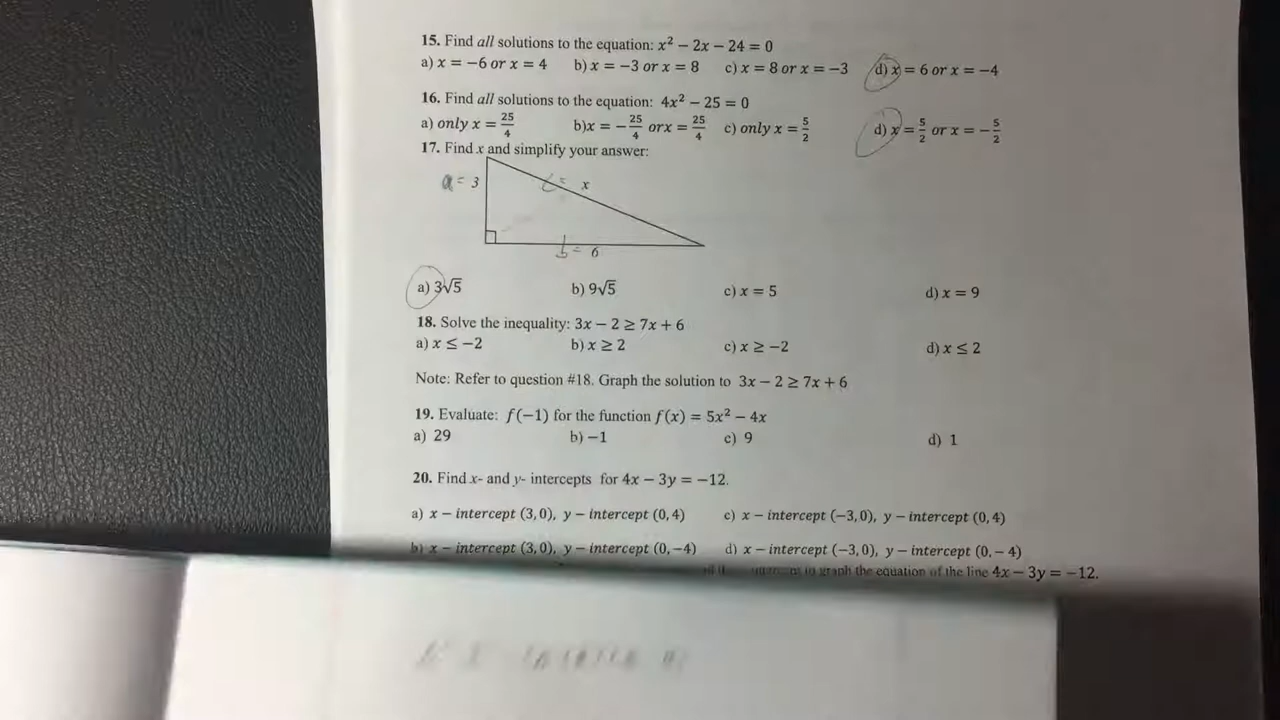 15. Find all solutions to the equation: x² − 2x − 24 = 0
a) x = −6 or x = 4 b) x = −3 or x = 8 c) x = 8 or x = −3 d) x = 6 or x = −4
16. Find all solutions to the equation: 4x² − 25 = 0
a) only x = 25/4 b)x = −25/4 orx = 25/4 c) only x = 5/2 d) x = 5/2 or x = −5/2
17. Find x and simplify your answer:
a = 3 c = x
b = 6
a) 3√5 b) 9√5 c) x = 5 d) x = 9
18. Solve the inequality: 3x − 2 ≥ 7x + 6
a) x ≤ −2 b) x ≥ 2 c) x ≥ −2 d) x ≤ 2
Note: Refer to question #18. Graph the solution to 3x − 2 ≥ 7x + 6
19. Evaluate: f(−1) for the function f(x) = 5x² − 4x
a) 29 b) −1 c) 9 d) 1
20. Find x- and y- intercepts for 4x − 3y = −12.
a) x − intercept (3, 0), y − intercept (0, 4) c) x − intercept (−3, 0), y − intercept (0, 4)
b) x − intercept (3, 0), y − intercept (0, −4) d) x − intercept (−3, 0), y − intercept (0, − 4)
to graph the equation of the line 4x − 3y = −12.